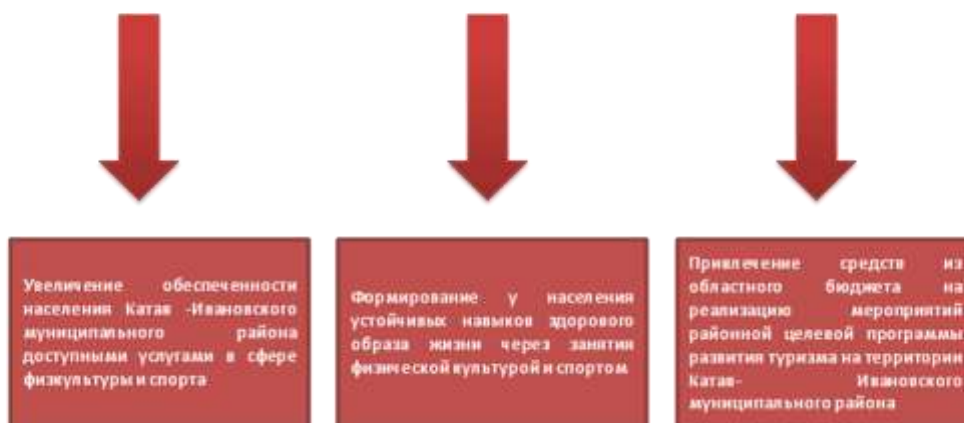 Увеличение обеспеченности
населения Катав -Ивановского
муниципального района
доступными услугами в сфере
физкультуры и спорта
Формирование у населения
устойчивых навыков здорового
образа жизни через занятия
физической культурой и спортом
Привлечение средств из
областного бюджета на
реализацию мероприятий
районной целевой программы
развития туризма на территории
Катав- Ивановского
муниципального района